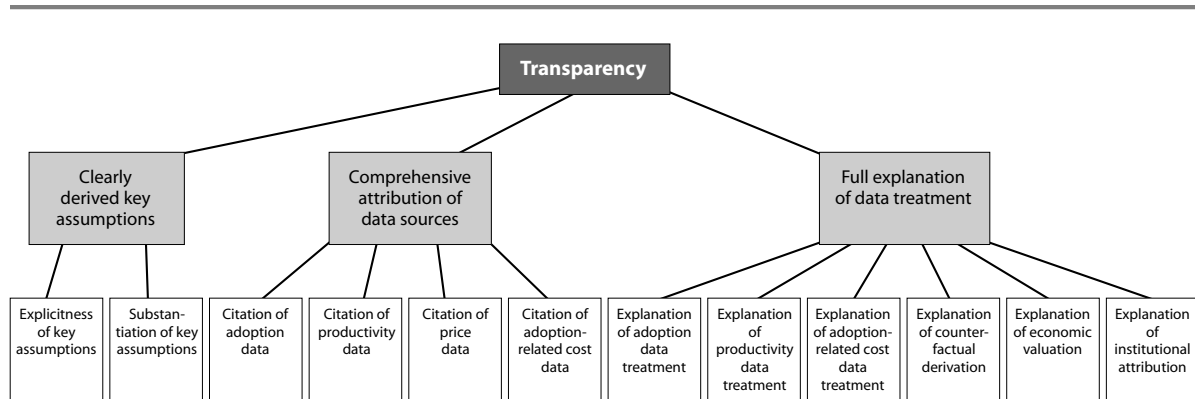 Transparency
Clearly
derived key
assumptions
Comprehensive
attribution of
data sources
Full explanation
of data treatment
Explicitness
of key
assumptions
Substan-
tiation of key
assumptions
Citation of
adoption
data
Citation of
productivity
data
Citation of
price
data
Citation of
adoption-
related cost
data
Explanation
of adoption
data
treatment
Explanation
of
productivity
data
treatment
Explanation
of adoption-
related cost
data
treatment
Explanation
of counter-
factual
derivation
Explanation
of economic
valuation
Explanation
of
institutional
attribution